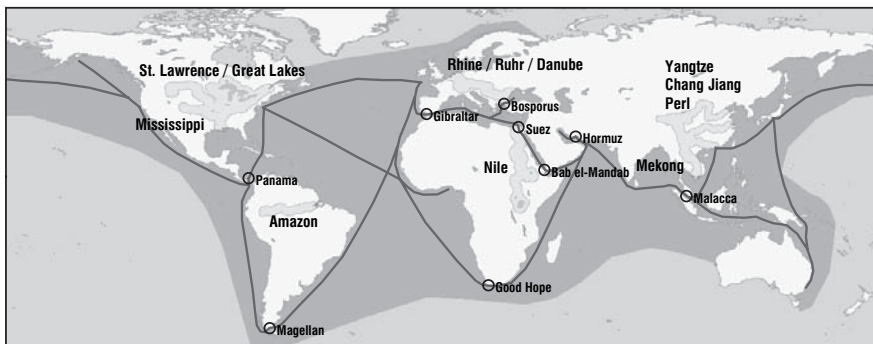 St. Lawrence / Great Lakes
Rhine / Ruhr / Danube
Yangtze
Chang Jiang
Perl
Mississippi
Gibraltar
Bosporus
Suez
Hormuz
Panama
Nile
Bab el-Mandab
Mekong
Malacca
Amazon
Good Hope
Magellan